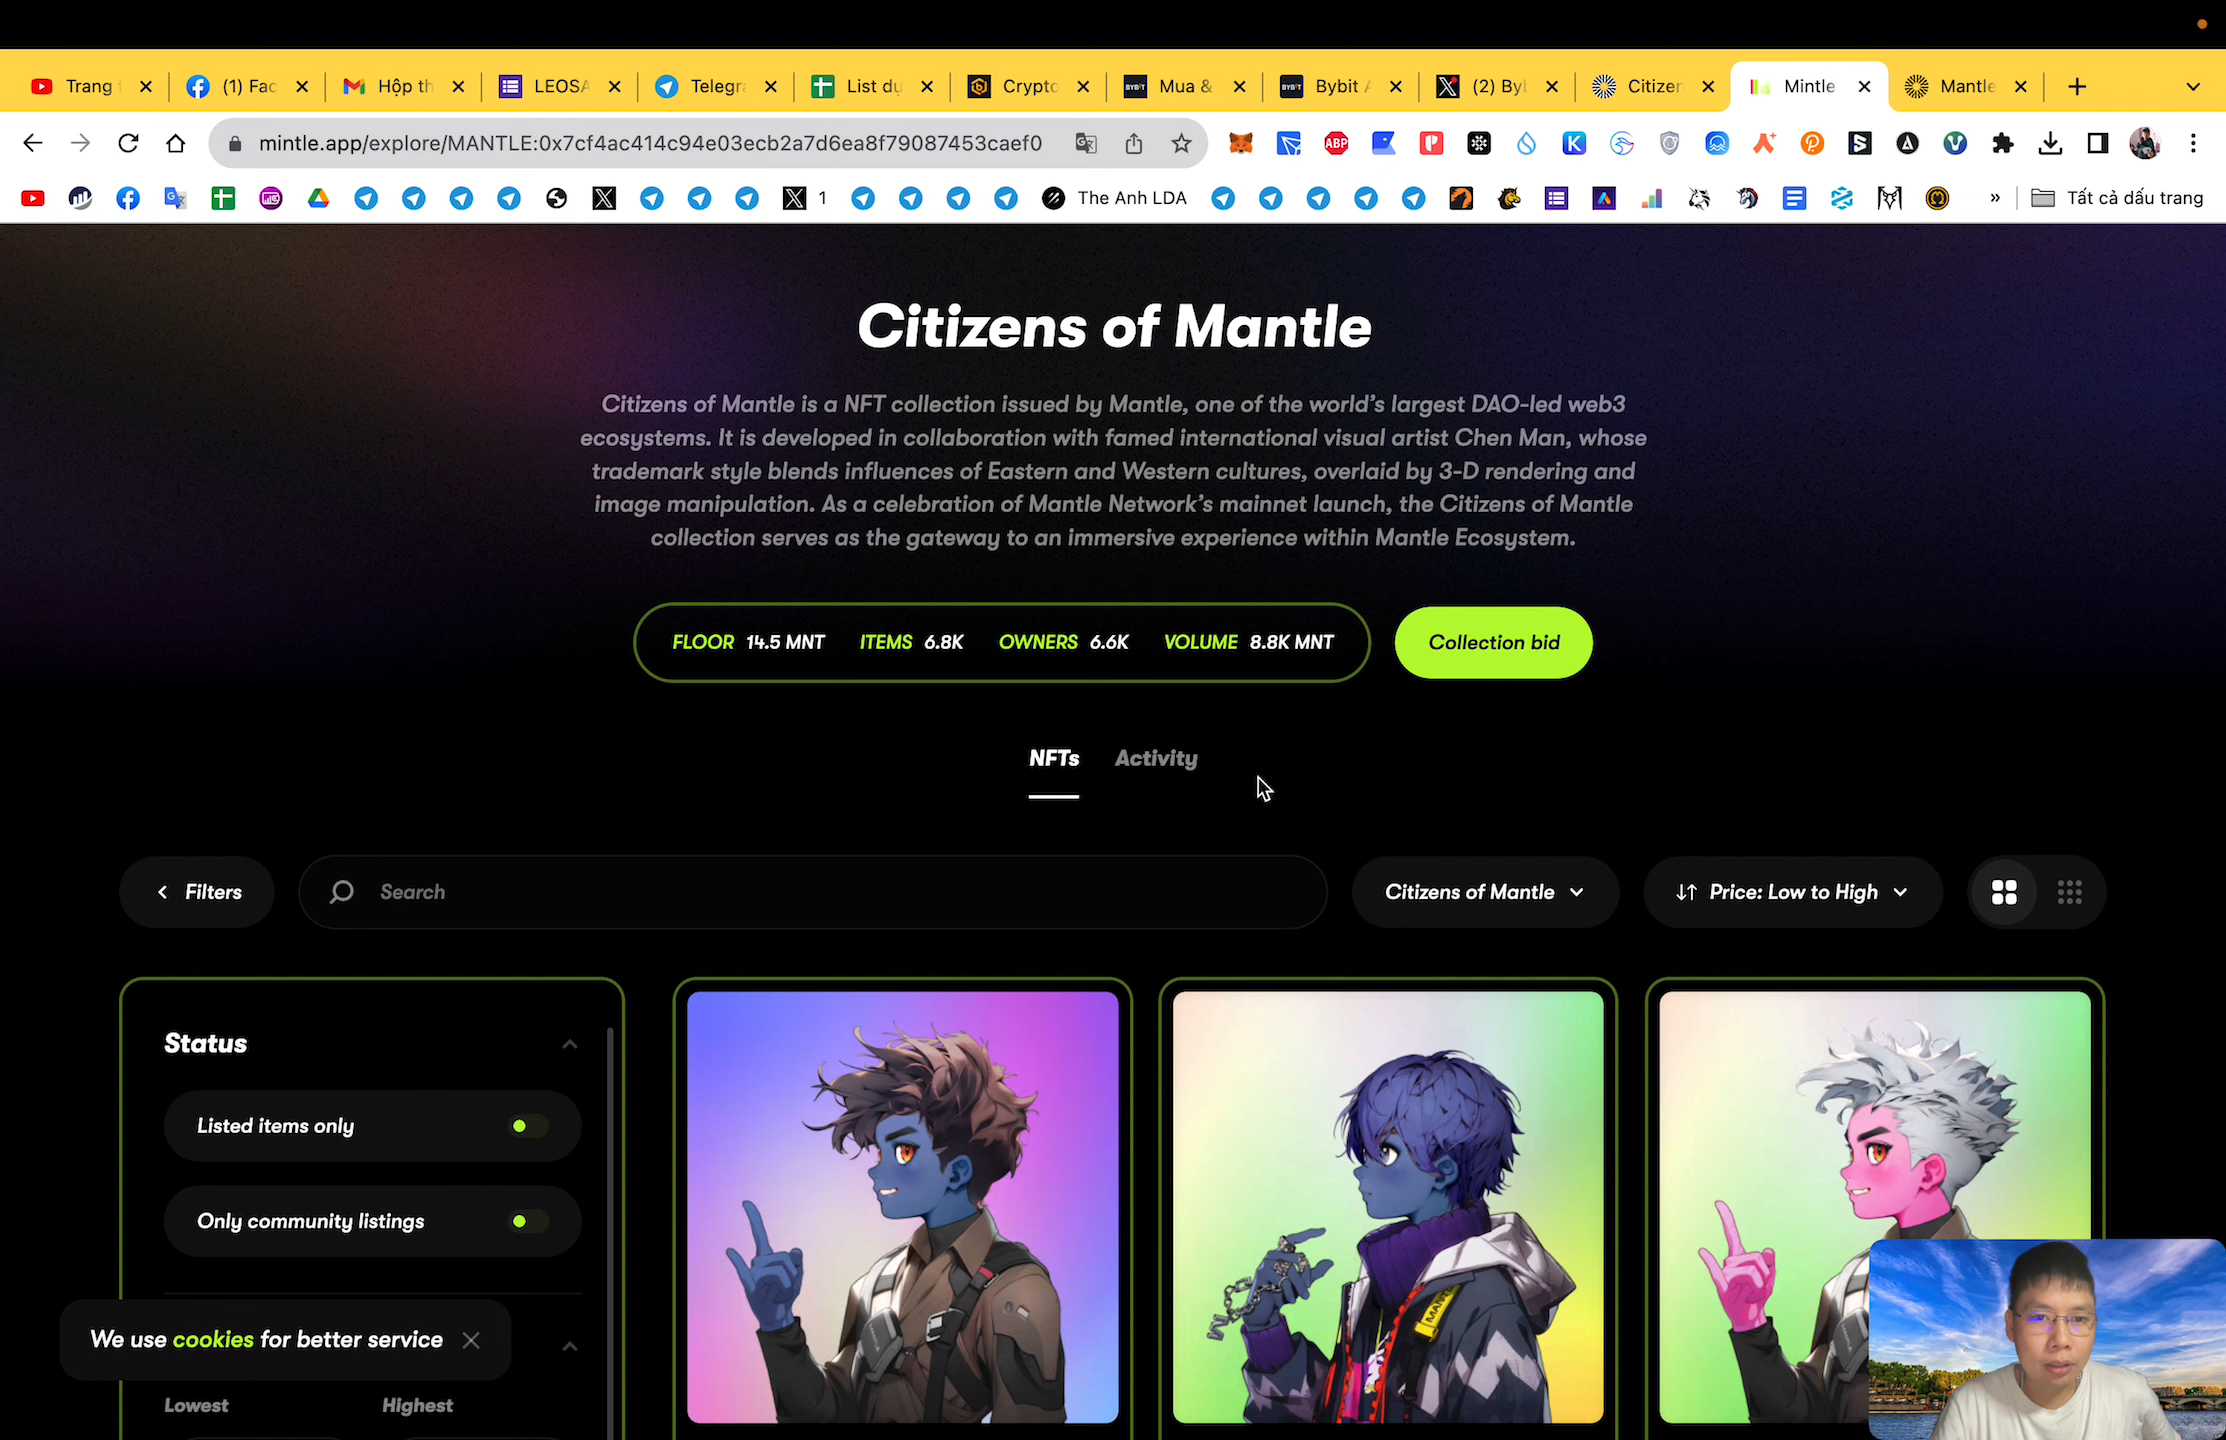 Trang
(1) Fac
Hộp th
LEOSA
Telegra
List dự
Crypto
Mua &
Bybit
(2) Byl
Citizen
Mintle
Mantle
mintle.app/explore/MANTLE:0x7cf4ac414c94e03ecb2a7d6ea8f79087453caef0
ABP
1
The Anh LDA
»
Tất cả dấu trang
Citizens of Mantle
Citizens of Mantle is a NFT collection issued by Mantle, one of the world's largest DAO-led web3
ecosystems. It is developed in collaboration with famed international visual artist Chen Man, whose
trademark style blends influences of Eastern and Western cultures, overlaid by 3-D rendering and
image manipulation. As a celebration of Mantle Network's mainnet launch, the Citizens of Mantle
collection serves as the gateway to an immersive experience within Mantle Ecosystem.
FLOOR 14.5 MNT ITEMS 6.8K OWNERS 6.6K VOLUME 8.8K MNT
Collection bid
NFTs
Activity
Filters
Search
Citizens of Mantle
Price: Low to High
Status
Listed items only
Only community listings
We use cookies for better service
Lowest
Highest